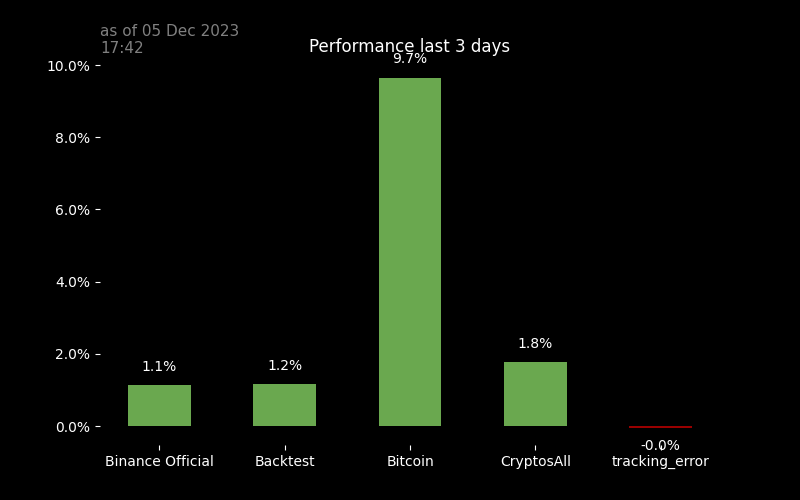 as of 05 Dec 2023
17:42
Performance last 3 days
10.0%
8.0%
6.0%
4.0%
2.0%
0.0%
1.1%
1.2%
9.7%
1.8%
-0.0%
Binance Official
Backtest
Bitcoin
CryptosAll
tracking_error